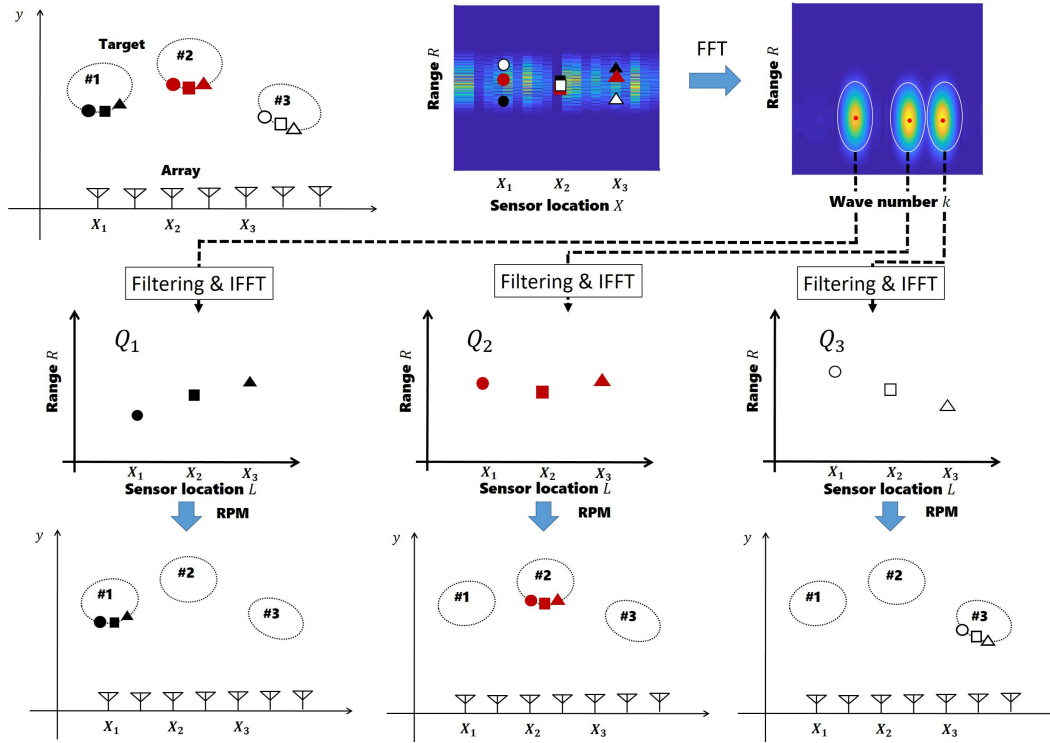 y
Target
#1
#2
#3
Array
X₁ X₂ X₃
Range R
X₁ X₂ X₃
Sensor location X
FFT
Range R
Wave number k
Filtering & IFFT
Filtering & IFFT
Filtering & IFFT
Q₁
Range R
X₁ X₂ X₃
Sensor location L
RPM
Q₂
Range R
X₁ X₂ X₃
Sensor location L
RPM
Q₃
Range R
X₁ X₂ X₃
Sensor location L
RPM
y
#1
#2
#3
X₁ X₂ X₃
y
#1
#2
#3
X₁ X₂ X₃
y
#1
#2
#3
X₁ X₂ X₃